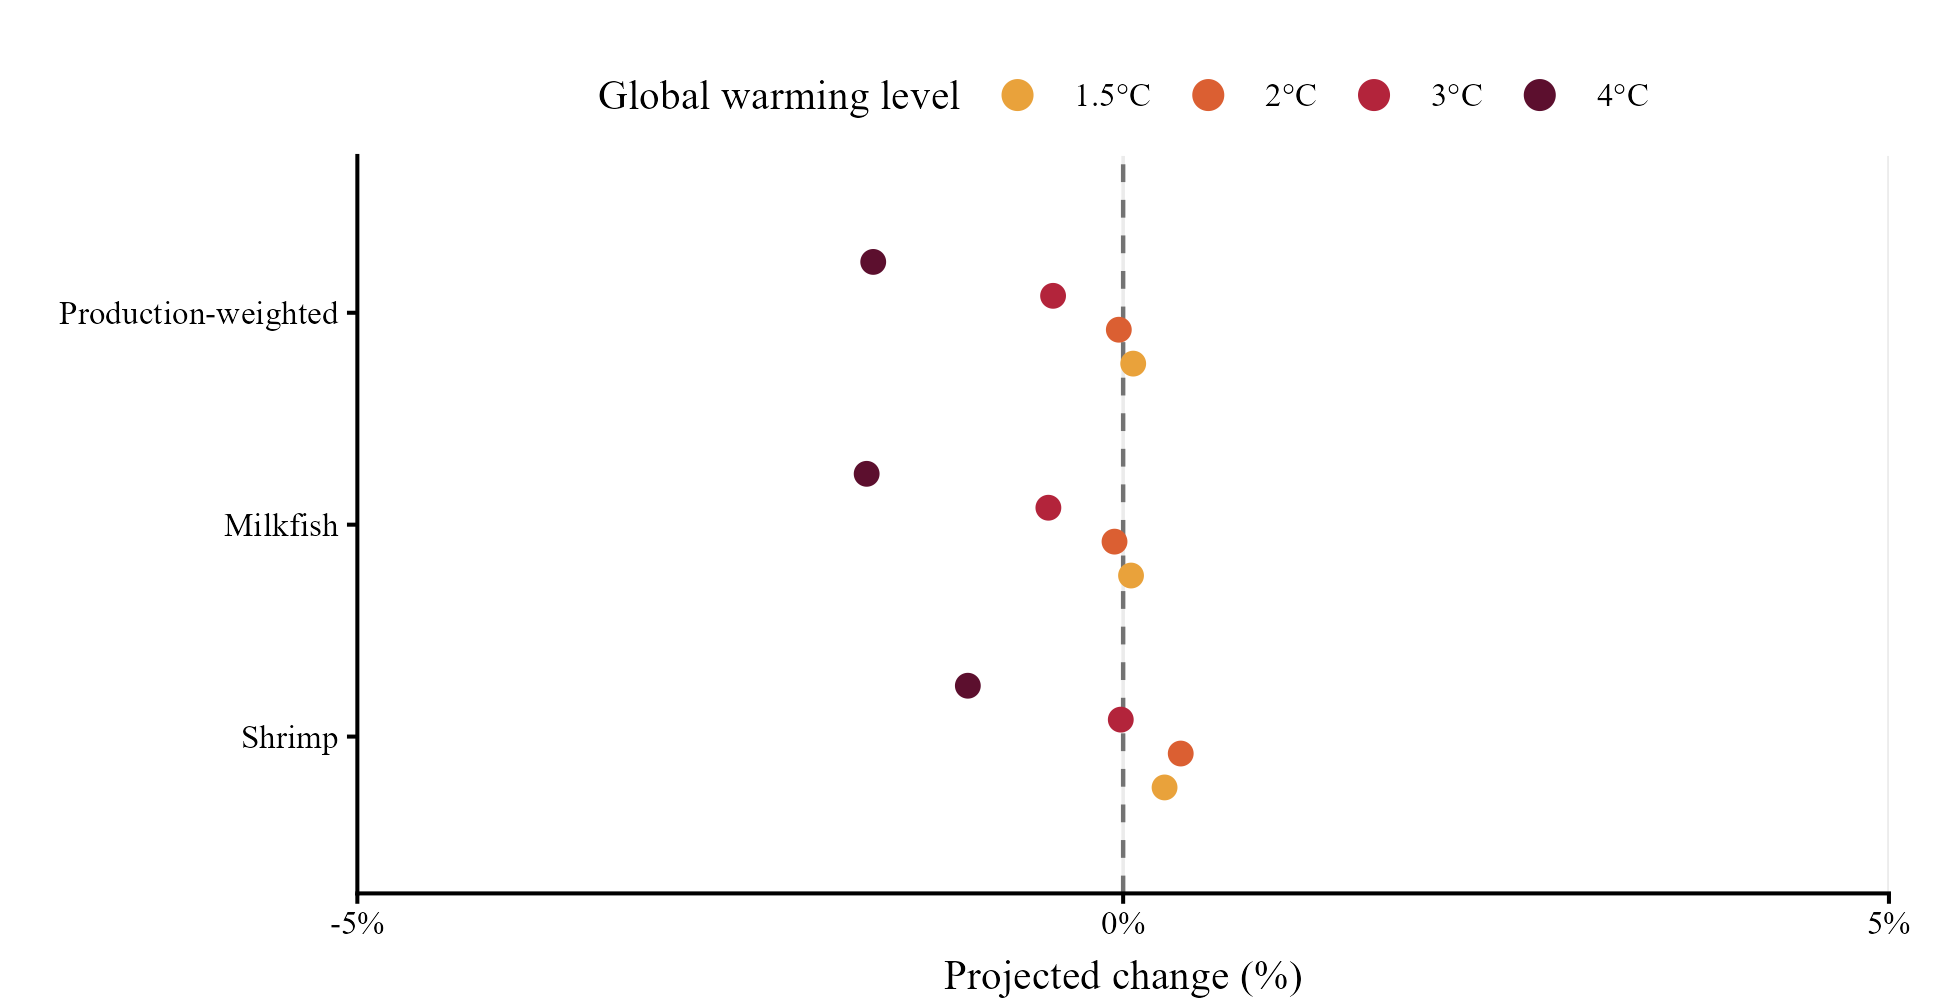 Global warming level 1.5°C 2°C 3°C 4°C
Production-weighted
Milkfish
Shrimp
-5% 0% 5%
Projected change (%)